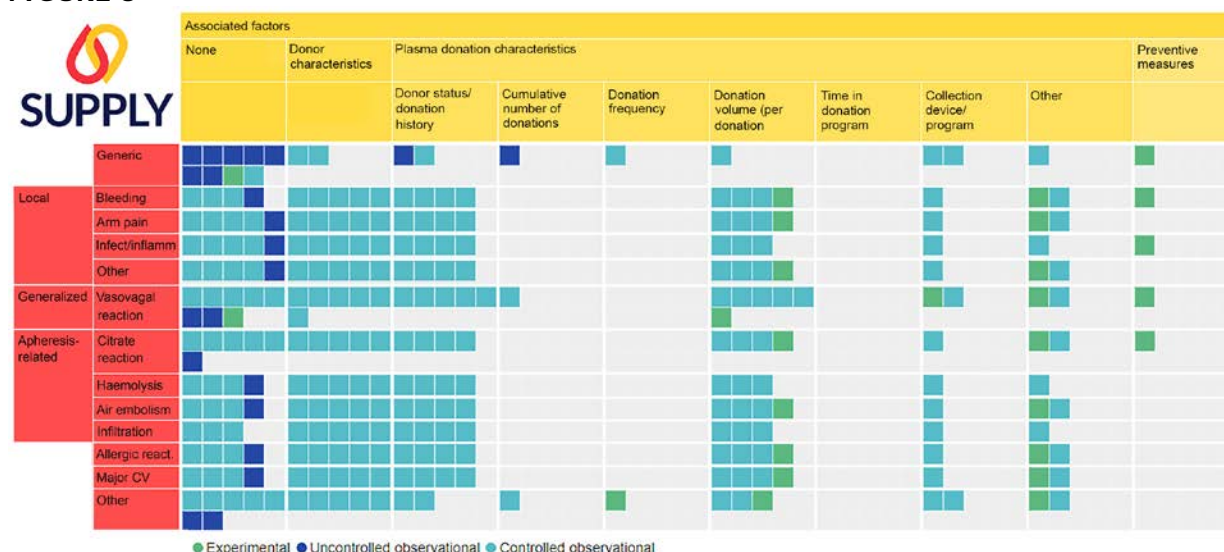 SUPPLY
Associated factors
None
Donor
characteristics
Plasma donation characteristics
Preventive
measures
Donor status/
donation
history
Cumulative
number of
donations
Donation
frequency
Donation
volume (per
donation
Time in
donation
program
Collection
device/
program
Other
Generic
Local
Bleeding
Arm pain
Infect/inflamm
Other
Generalized
Vasovagal
reaction
Apheresis-
related
Citrate
reaction
Haemolysis
Air embolism
Infiltration
Allergic react.
Major CV
Other
Experimental Uncontrolled observational Controlled observational